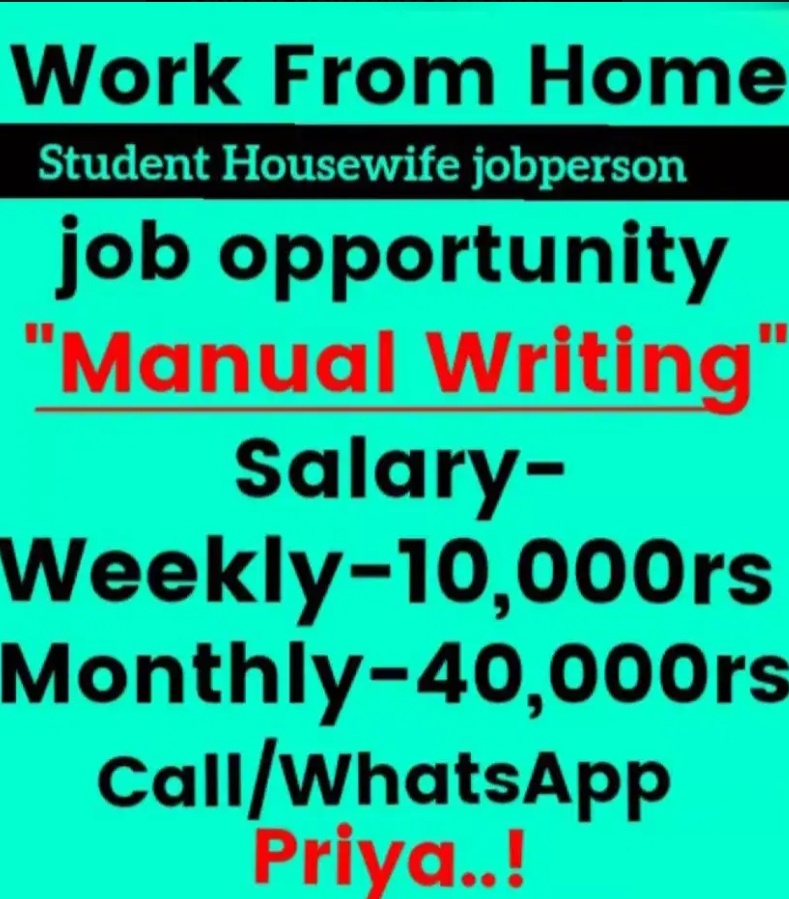 Work From Home
Student Housewife jobperson
job opportunity
"Manual Writing"
Salary-
Weekly-10,000rs
Monthly-40,000rs
Call/WhatsApp
Priya..!